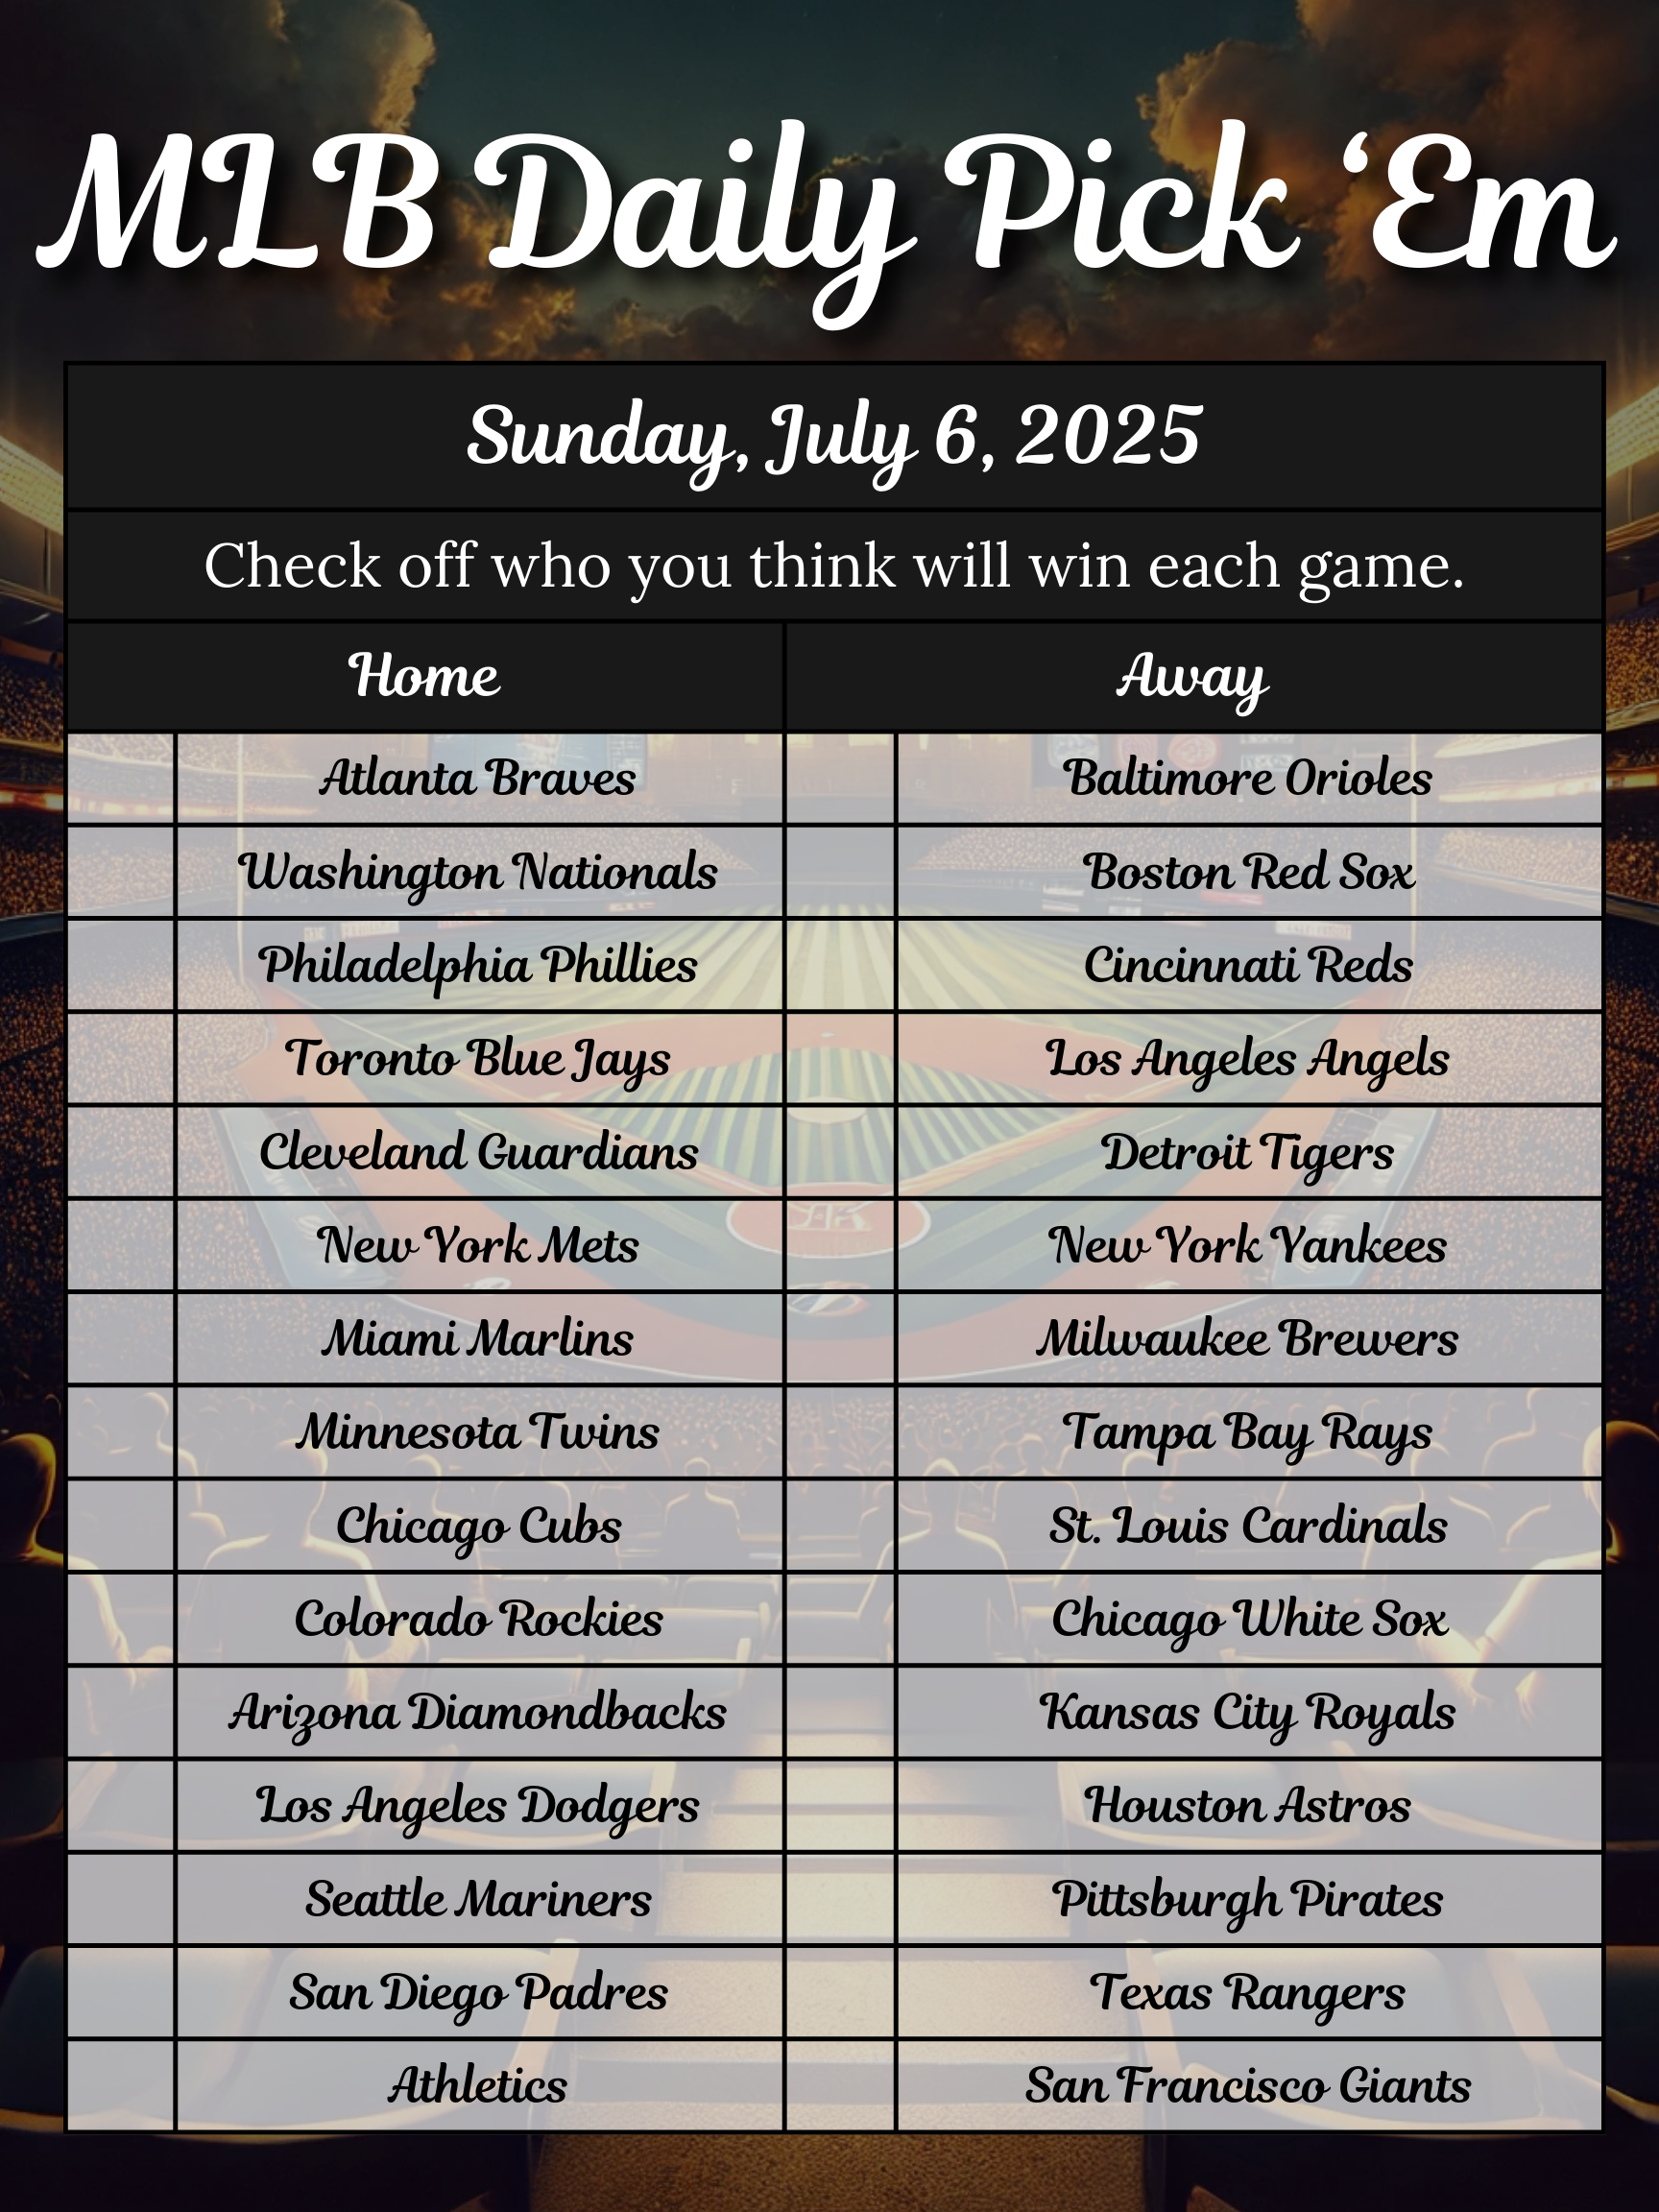 MLB Daily Pick ‘Em
Sunday, July 6, 2025
Check off who you think will win each game.
Home Away
Atlanta Braves Baltimore Orioles
Washington Nationals Boston Red Sox
Philadelphia Phillies Cincinnati Reds
Toronto Blue Jays Los Angeles Angels
Cleveland Guardians Detroit Tigers
New York Mets New York Yankees
Miami Marlins Milwaukee Brewers
Minnesota Twins Tampa Bay Rays
Chicago Cubs St. Louis Cardinals
Colorado Rockies Chicago White Sox
Arizona Diamondbacks Kansas City Royals
Los Angeles Dodgers Houston Astros
Seattle Mariners Pittsburgh Pirates
San Diego Padres Texas Rangers
Athletics San Francisco Giants